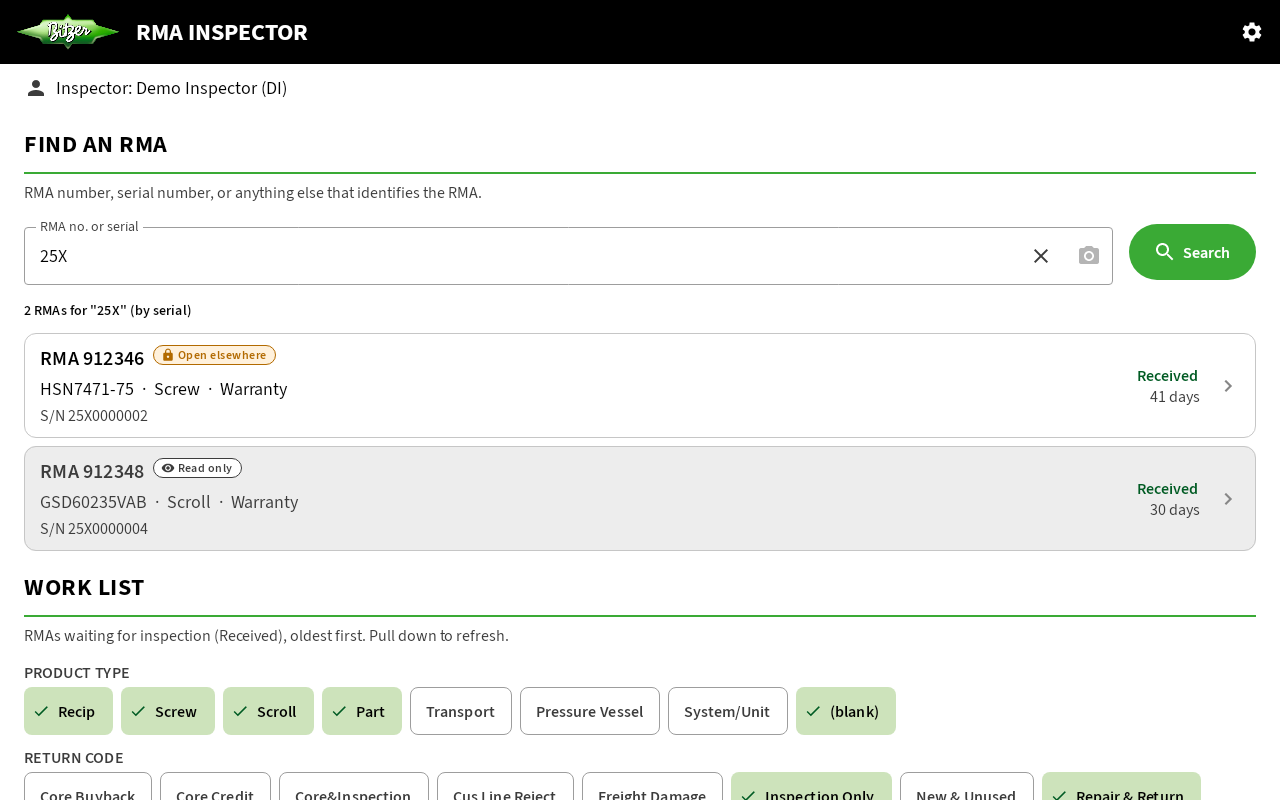 Bitzer
RMA INSPECTOR
Inspector: Demo Inspector (DI)
FIND AN RMA
RMA number, serial number, or anything else that identifies the RMA.
RMA no. or serial
25X
Search
2 RMAs for "25X" (by serial)
RMA 912346 Open elsewhere
HSN7471-75 · Screw · Warranty
S/N 25X0000002
Received
41 days
RMA 912348 Read only
GSD60235VAB · Scroll · Warranty
S/N 25X0000004
Received
30 days
WORK LIST
RMAs waiting for inspection (Received), oldest first. Pull down to refresh.
PRODUCT TYPE
Recip Screw Scroll Part Transport Pressure Vessel System/Unit (blank)
RETURN CODE
Core Buyback Core Credit Core&Inspection Cus Line Reject Freight Damage Inspection Only New & Unused Repair & Return